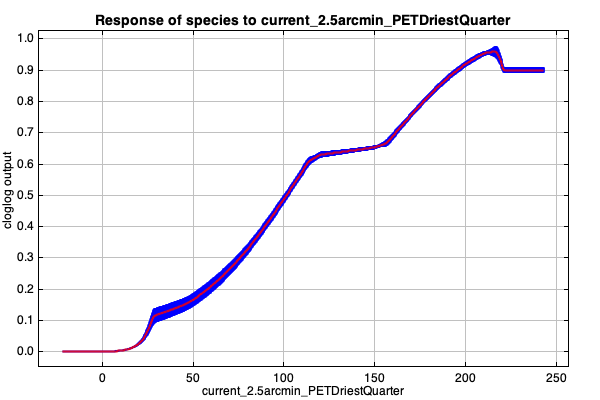 Response of species to current_2.5arcmin_PETDriestQuarter
1.0
0.9
0.8
0.7
0.6
0.5
0.4
0.3
0.2
0.1
0.0
cloglog output
0 50 100 150 200 250
current_2.5arcmin_PETDriestQuarter